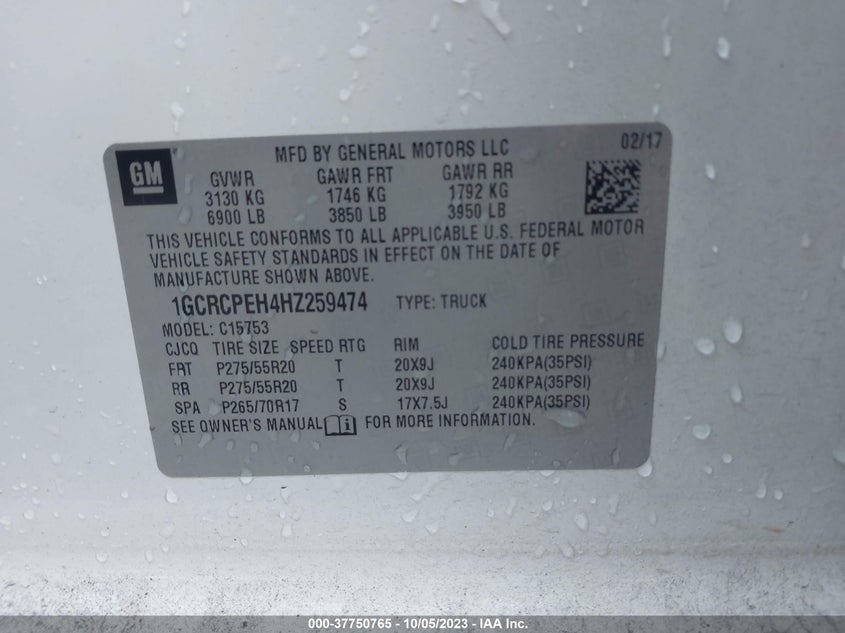 GM
MFD BY GENERAL MOTORS LLC 02/17
GVWR GAWR FRT GAWR RR
3130 KG 1746 KG 1792 KG
6900 LB 3850 LB 3950 LB
THIS VEHICLE CONFORMS TO ALL APPLICABLE U.S. FEDERAL MOTOR
VEHICLE SAFETY STANDARDS IN EFFECT ON THE DATE OF
MANUFACTURE SHOWN ABOVE.
1GCRCPEH4HZ259474 TYPE: TRUCK
MODEL: C15753
CJCQ TIRE SIZE SPEED RTG RIM COLD TIRE PRESSURE
FRT P275/55R20 T 20X9J 240KPA(35PSI)
RR P275/55R20 T 20X9J 240KPA(35PSI)
SPA P265/70R17 S 17X7.5J 240KPA(35PSI)
SEE OWNER'S MANUAL FOR MORE INFORMATION.
000-37750765 - 10/05/2023 - IAA Inc.